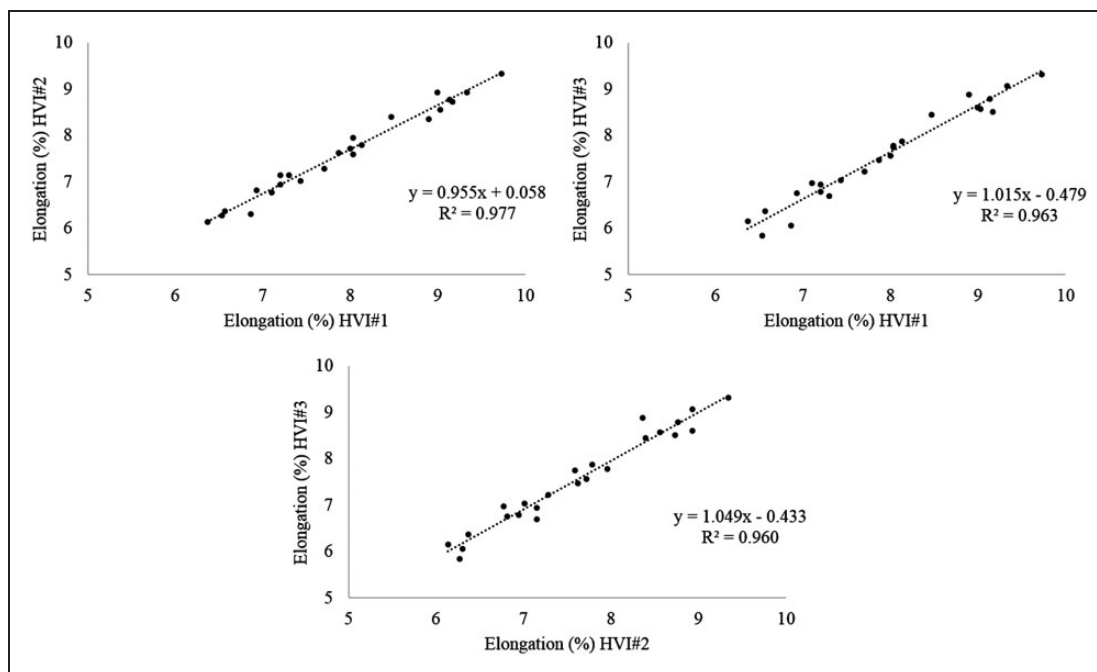 10
9
8
7
6
5
Elongation (%) HVI#2
y = 0.955x + 0.058
R² = 0.977
5 6 7 8 9 10
Elongation (%) HVI#1
10
9
8
7
6
5
Elongation (%) HVI#3
y = 1.015x - 0.479
R² = 0.963
5 6 7 8 9 10
Elongation (%) HVI#1
10
9
8
7
6
5
Elongation (%) HVI#3
y = 1.049x - 0.433
R² = 0.960
5 6 7 8 9 10
Elongation (%) HVI#2